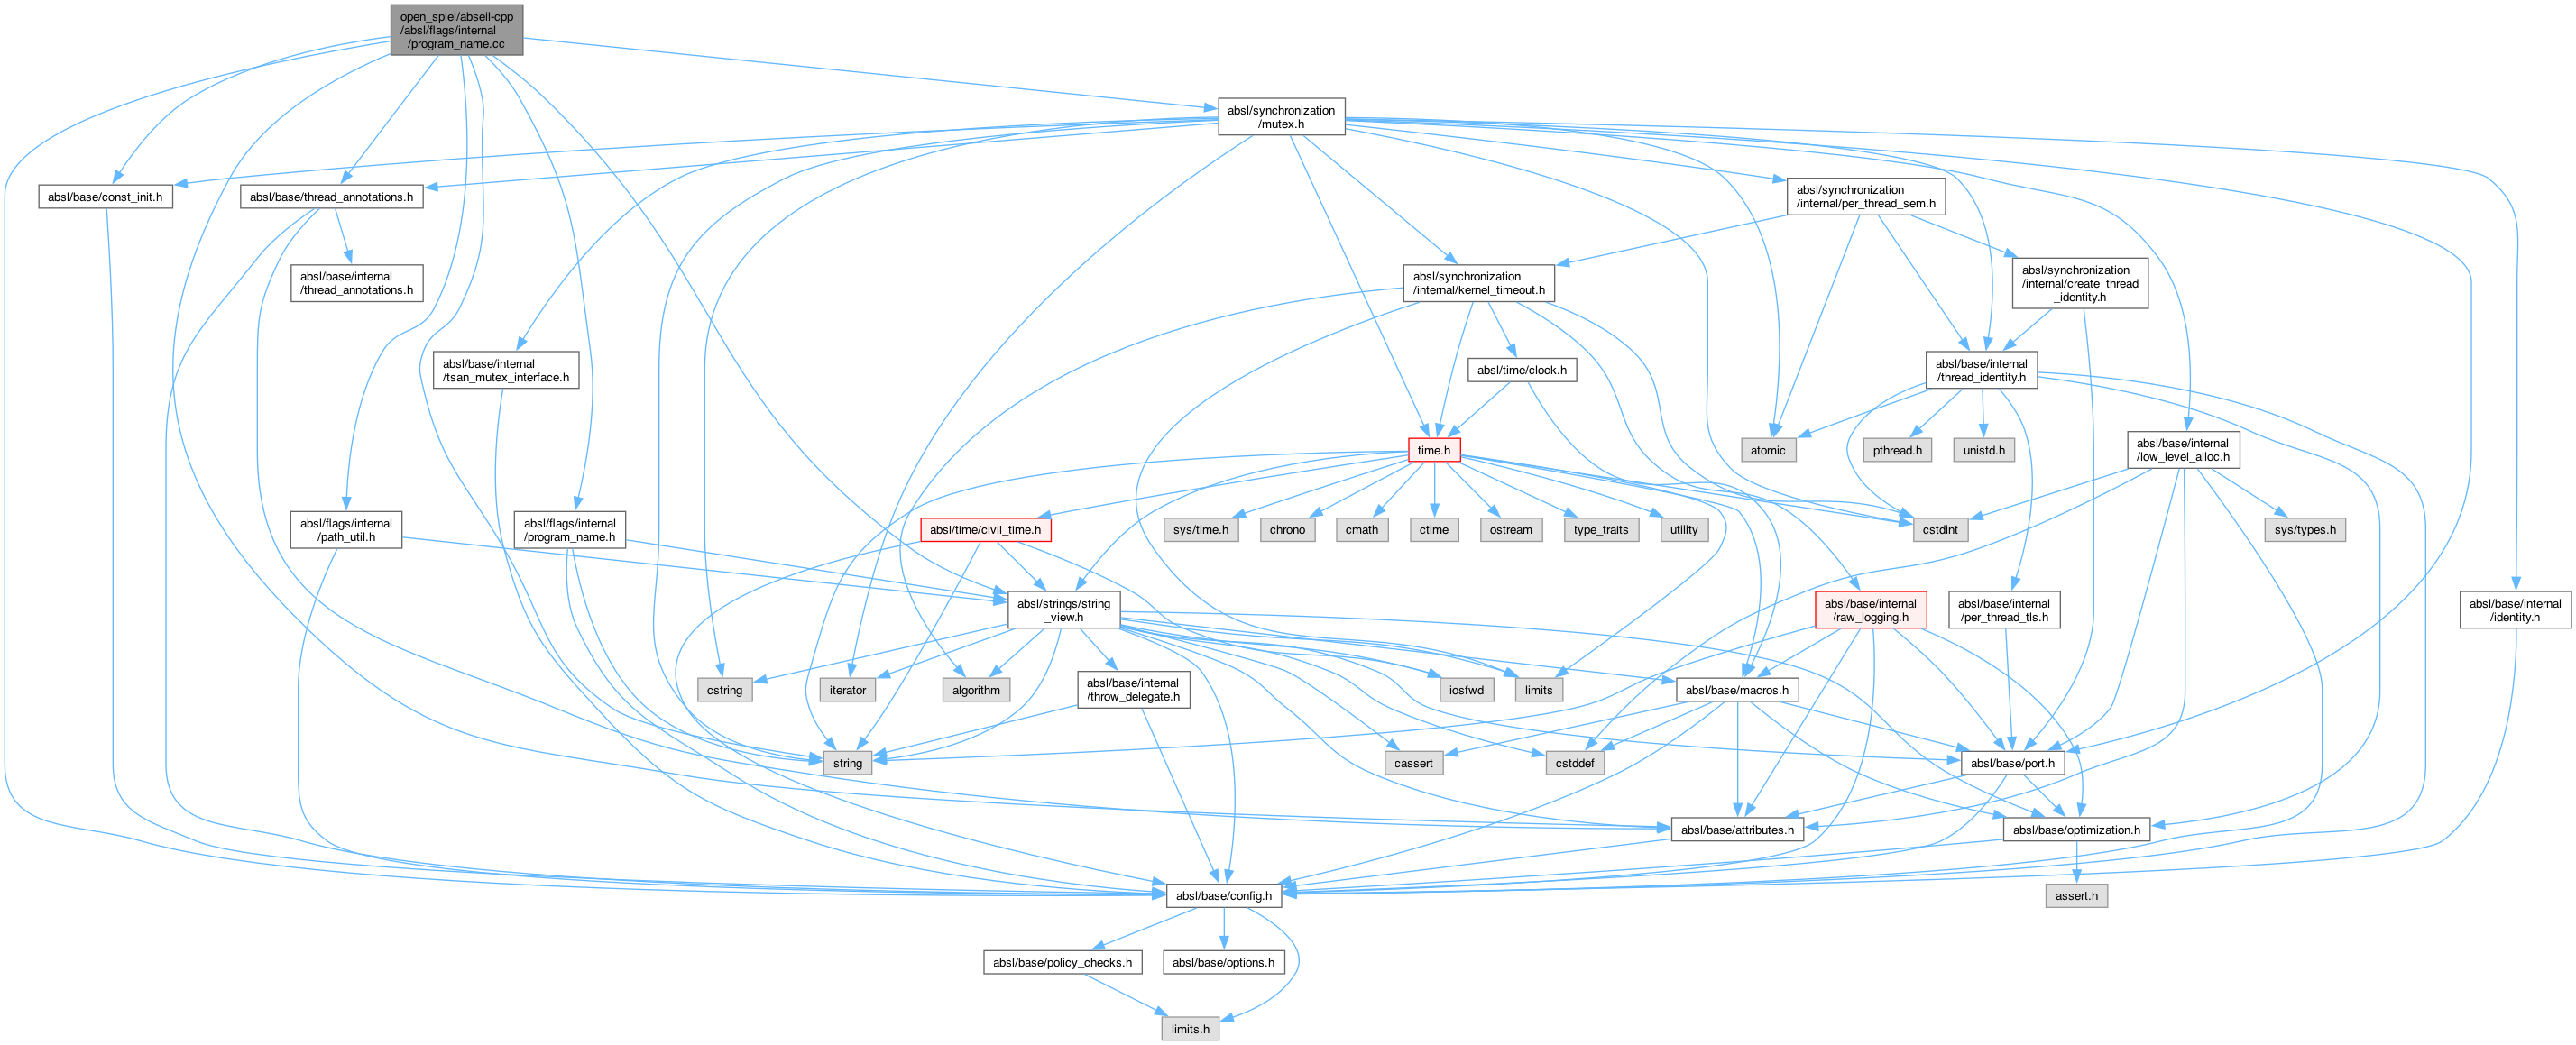 open_spiel/abseil-cpp
/absl/flags/internal
/program_name.cc
absl/synchronization
/mutex.h
absl/base/const_init.h
absl/base/thread_annotations.h
absl/synchronization
/internal/per_thread_sem.h
absl/base/internal
/thread_annotations.h
absl/synchronization
/internal/kernel_timeout.h
absl/synchronization
/internal/create_thread
_identity.h
absl/base/internal
/tsan_mutex_interface.h
absl/time/clock.h
absl/base/internal
/thread_identity.h
time.h
atomic
pthread.h
unistd.h
absl/base/internal
/low_level_alloc.h
absl/flags/internal
/path_util.h
absl/flags/internal
/program_name.h
absl/time/civil_time.h
sys/time.h
chrono
cmath
ctime
ostream
type_traits
utility
cstdint
sys/types.h
absl/strings/string
_view.h
absl/base/internal
/raw_logging.h
absl/base/internal
/per_thread_tls.h
absl/base/internal
/identity.h
cstring
iterator
algorithm
absl/base/internal
/throw_delegate.h
iosfwd
limits
absl/base/macros.h
string
cassert
cstddef
absl/base/port.h
absl/base/attributes.h
absl/base/optimization.h
absl/base/config.h
assert.h
absl/base/policy_checks.h
absl/base/options.h
limits.h